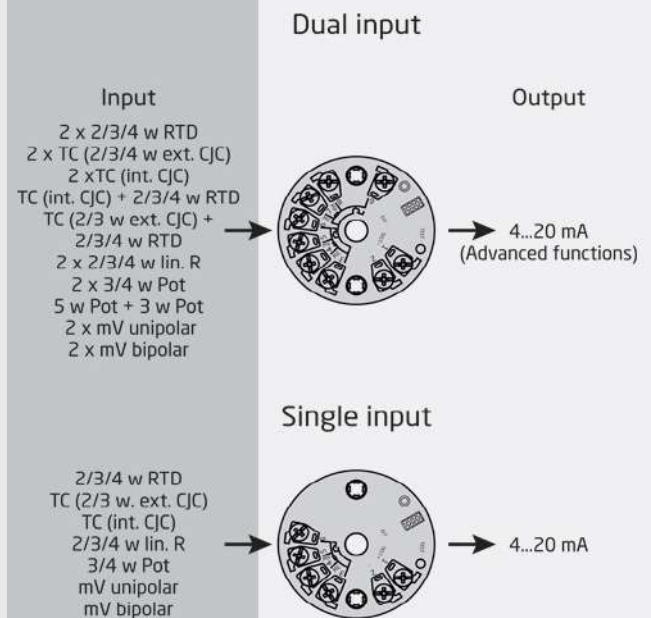 Dual input
Input
Output
2 x 2/3/4 w RTD
2 x TC (2/3/4 w ext. CJC)
2 xTC (int. CJC)
TC (int. CJC) + 2/3/4 w RTD
TC (2/3 w ext. CJC) +
2/3/4 w RTD
2 x 2/3/4 w lin. R
2 x 3/4 w Pot
5 w Pot + 3 w Pot
2 x mV unipolar
2 x mV bipolar
4...20 mA
(Advanced functions)
Single input
2/3/4 w RTD
TC (2/3 w. ext. CJC)
TC (int. CJC)
2/3/4 w lin. R
3/4 w Pot
mV unipolar
mV bipolar
4...20 mA